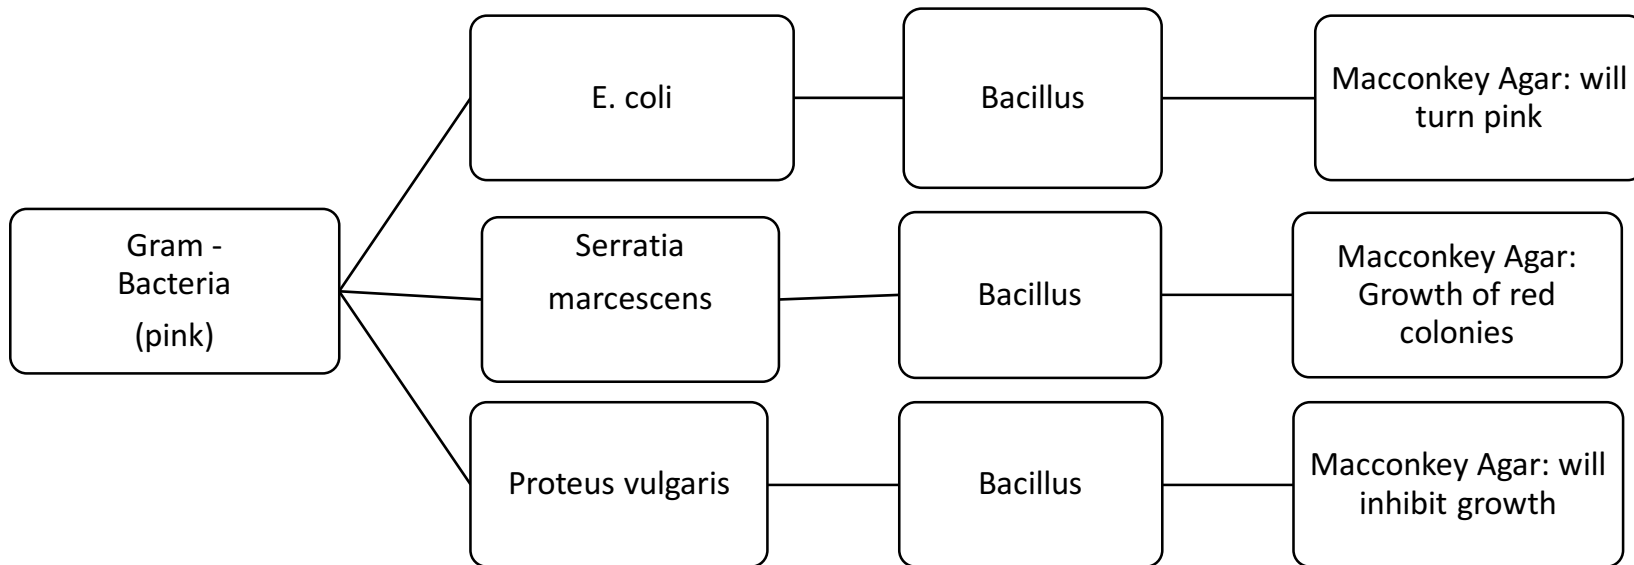 E. coli
Bacillus
Macconkey Agar: will
turn pink
Gram -
Bacteria
(pink)
Serratia
marcescens
Bacillus
Macconkey Agar:
Growth of red
colonies
Proteus vulgaris
Bacillus
Macconkey Agar: will
inhibit growth